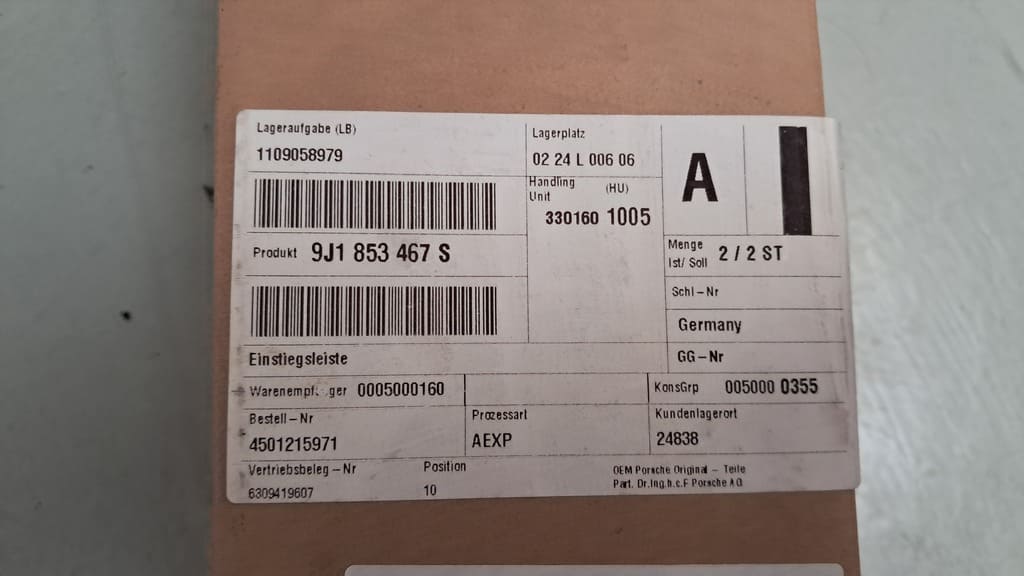 Lageraufgabe (LB)
1109058979
Lagerplatz
02 24 L 006 06
Handling Unit (HU)
330160 1005
A
Produkt 9J1 853 467 S
Menge
Ist/ Soll 2 / 2 ST
Schl-Nr
Germany
GG-Nr
Einstiegsleiste
0005000160
KonsGrp 005000 0355
Bestell-Nr
4501215971
Prozessart
AEXP
Kundenlagerort
24838
Vertriebsbeleg-Nr
6309419607
Position
10
OEM Porsche Original - Teile
Part. Dr.Ing.h.c.F Porsche AG